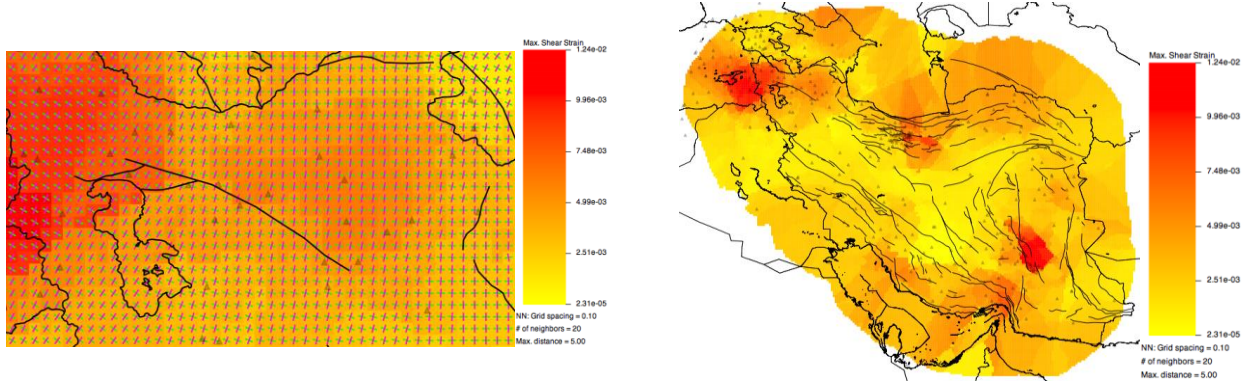 Max. Shear Strain
1.24e-02
9.96e-03
7.48e-03
4.99e-03
2.51e-03
2.31e-05
NN: Grid spacing = 0.10
# of neighbors = 20
Max. distance = 5.00
Max. Shear Strain
1.24e-02
9.96e-03
7.48e-03
4.99e-03
2.51e-03
2.31e-05
NN: Grid spacing = 0.10
# of neighbors = 20
Max. distance = 5.00